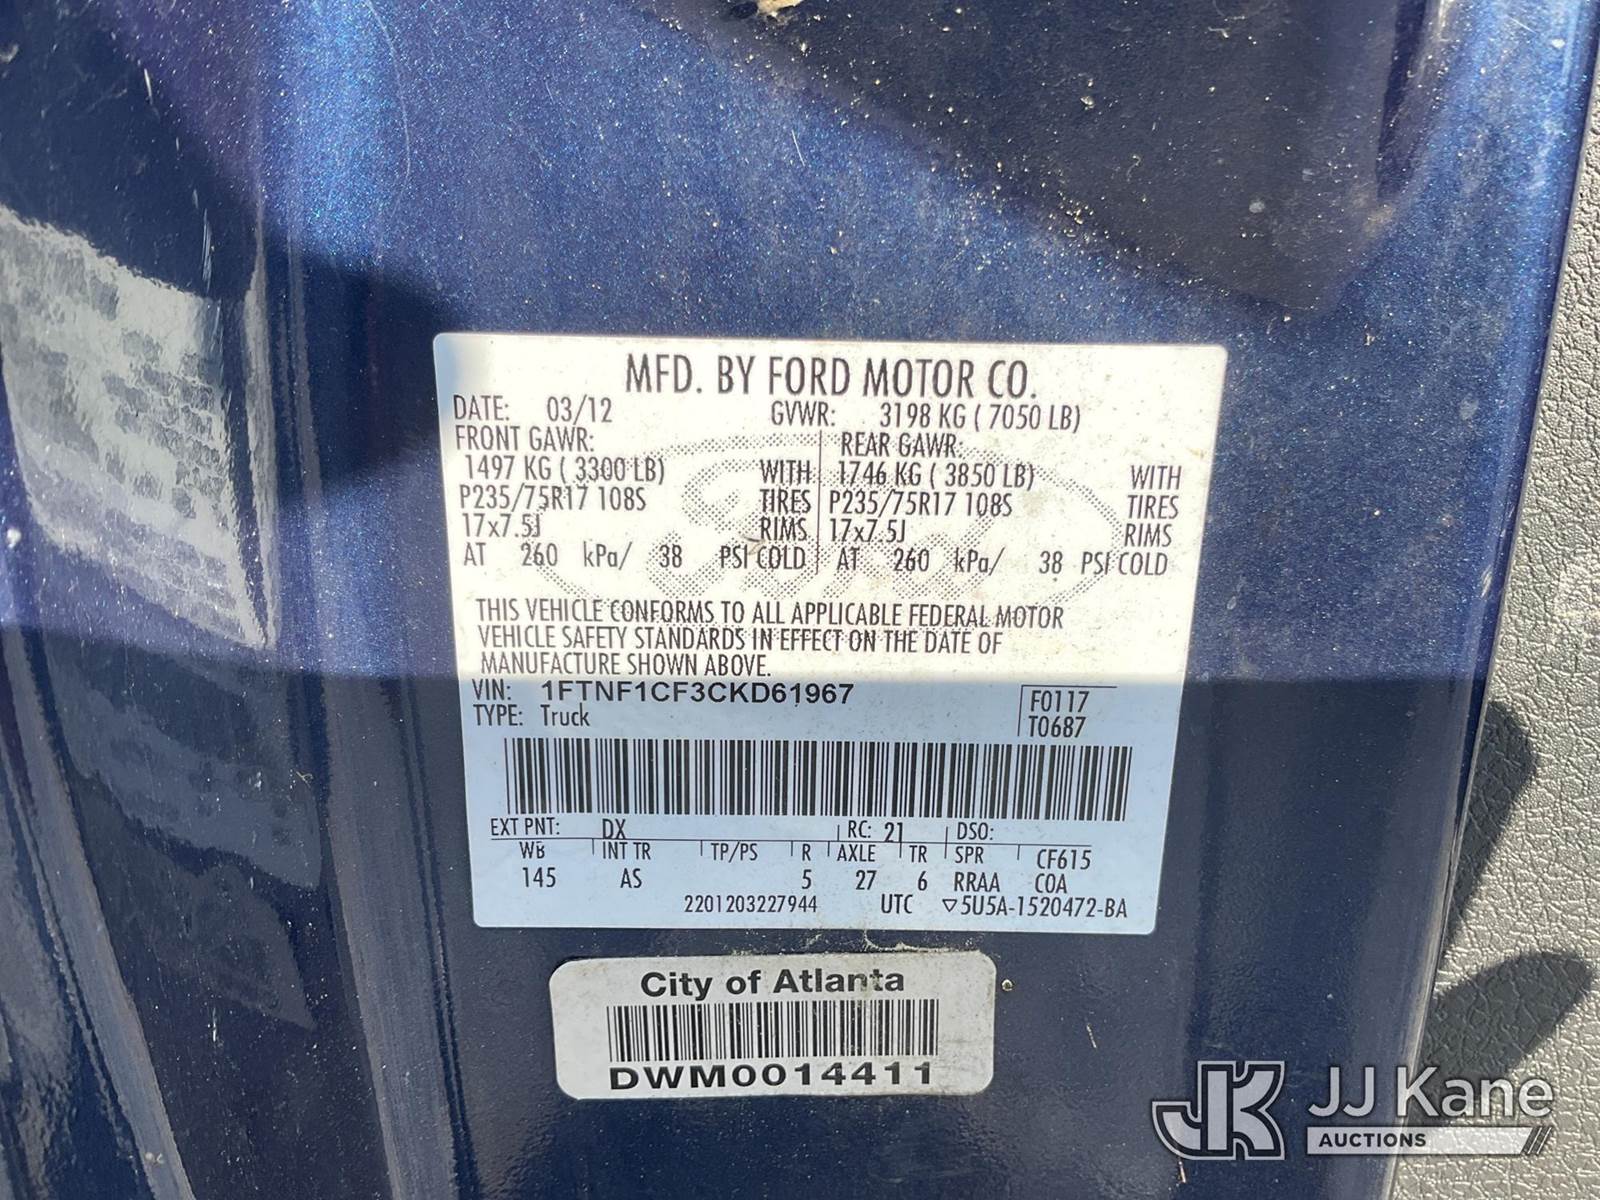 MFD. BY FORD MOTOR CO.
DATE: 03/12 GVWR: 3198 KG ( 7050 LB)
FRONT GAWR: REAR GAWR:
1497 KG ( 3300 LB) WITH 1746 KG ( 3850 LB) WITH
P235/75R17 108S TIRES P235/75R17 108S TIRES
17x7.5J RIMS 17x7.5J RIMS
AT 260 kPa/ 38 PSI COLD AT 260 kPa/ 38 PSI COLD
THIS VEHICLE CONFORMS TO ALL APPLICABLE FEDERAL MOTOR
VEHICLE SAFETY STANDARDS IN EFFECT ON THE DATE OF
MANUFACTURE SHOWN ABOVE.
VIN: 1FTNF1CF3CKD61967 F0117
TYPE: Truck T0687
EXT PNT: DX RC: 21 DSO:
WB INT TR TP/PS R AXLE TR SPR CF615
145 AS 5 27 6 RRAA COA
2201203227944 UTC ▽5U5A-1520472-BA
City of Atlanta
DWM0014411
JK JJ Kane
AUCTIONS